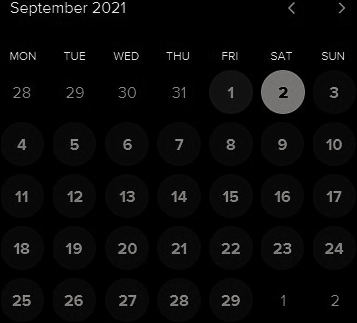 September 2021
MON TUE WED THU FRI SAT SUN
28 29 30 31 1 2 3
4 5 6 7 8 9 10
11 12 13 14 15 16 17
18 19 20 21 22 23 24
25 26 27 28 29 1 2